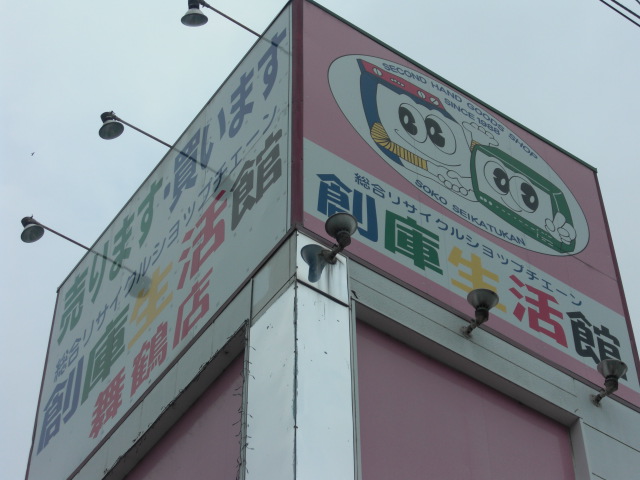 売ります・買います
総合リサイクルショップチェーン
創庫生活館
舞鶴店
SECOND HAND GOODS SHOP
SINCE 1988
SOKO SEIKATUKAN
総合リサイクルショップチェーン
創庫生活館